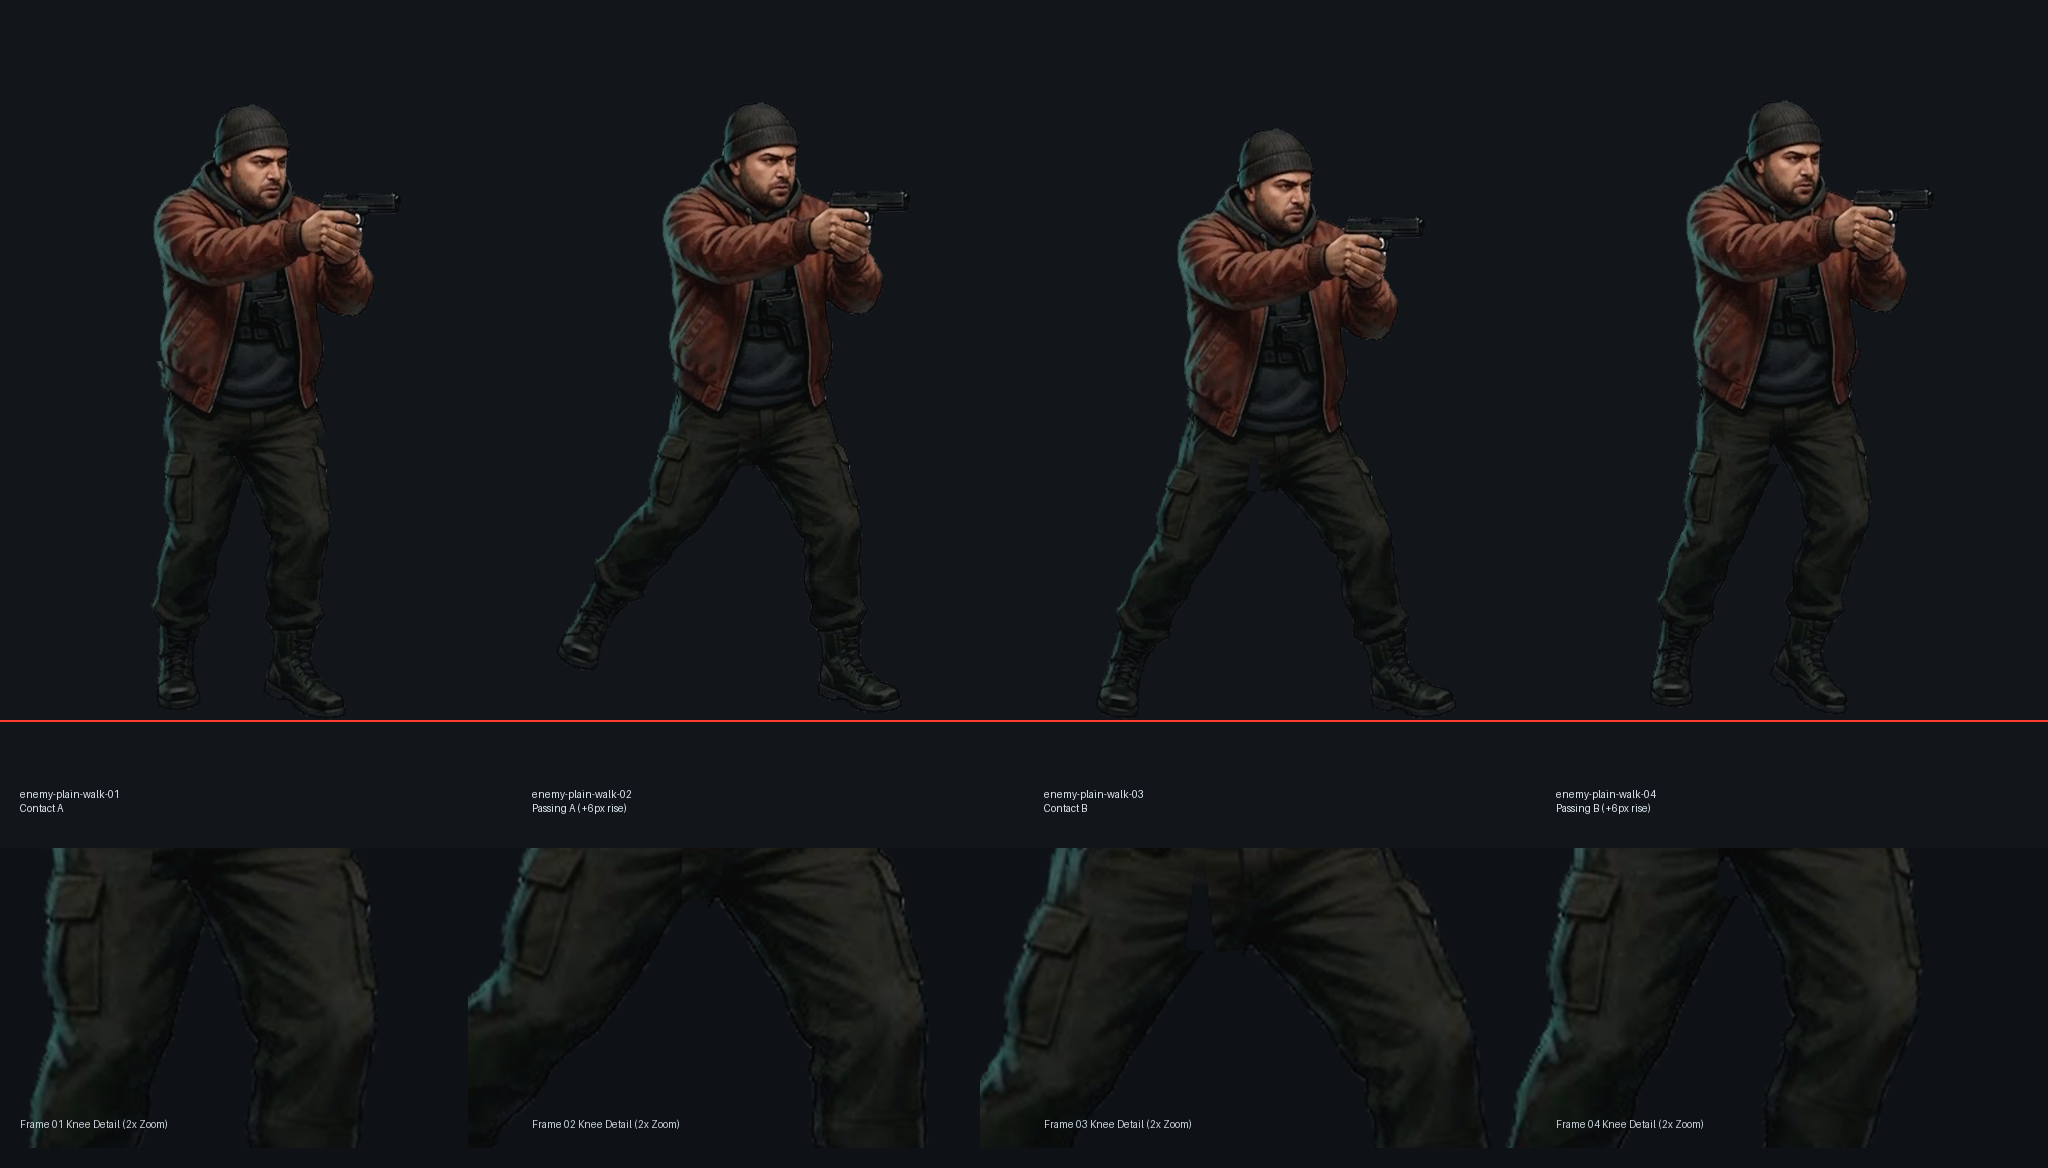 enemy-plain-walk-01
Contact A
enemy-plain-walk-02
Passing A (+6px rise)
enemy-plain-walk-03
Contact B
enemy-plain-walk-04
Passing B (+6px rise)
Frame 01 Knee Detail (2x Zoom)
Frame 02 Knee Detail (2x Zoom)
Frame 03 Knee Detail (2x Zoom)
Frame 04 Knee Detail (2x Zoom)